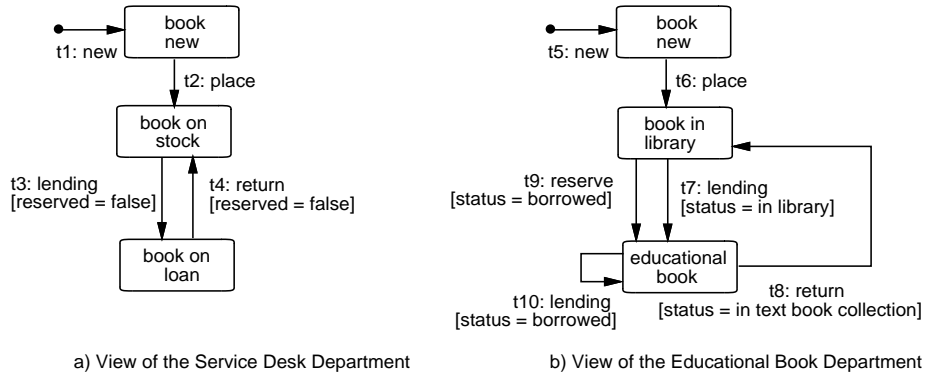 book
new
t1: new
t2: place
book on
stock
t3: lending
[reserved = false]
t4: return
[reserved = false]
book on
loan
a) View of the Service Desk Department
book
new
t5: new
t6: place
book in
library
t9: reserve
[status = borrowed]
t7: lending
[status = in library]
educational
book
t10: lending
[status = borrowed]
t8: return
[status = in text book collection]
b) View of the Educational Book Department